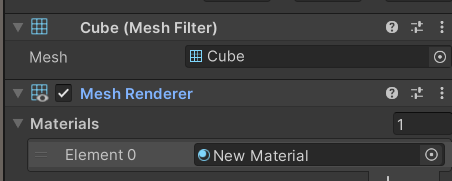 Cube (Mesh Filter)
Mesh Cube
Mesh Renderer
Materials 1
Element 0 New Material